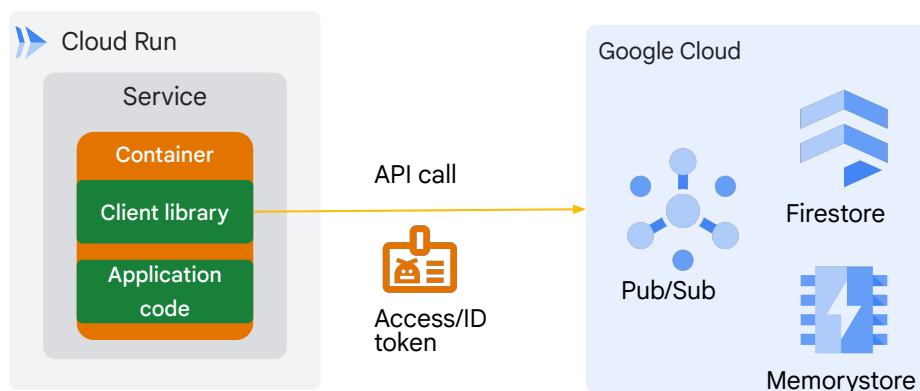 Cloud Run
Service
Container
Client library
Application
code
API call
Access/ID
token
Google Cloud
Pub/Sub
Firestore
Memorystore